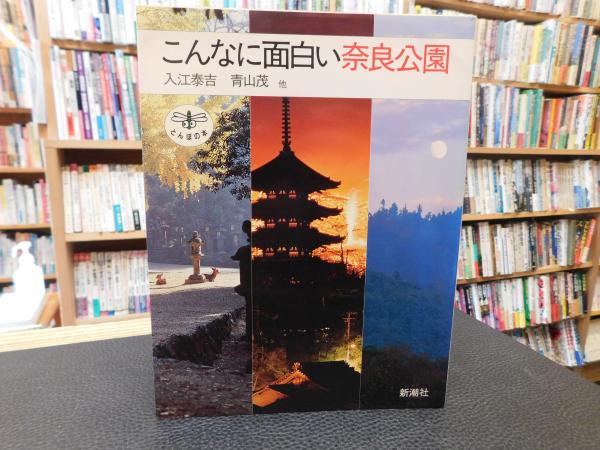 こんなに面白い奈良公園
入江泰吉 青山茂 他
とんぼの本
新潮社